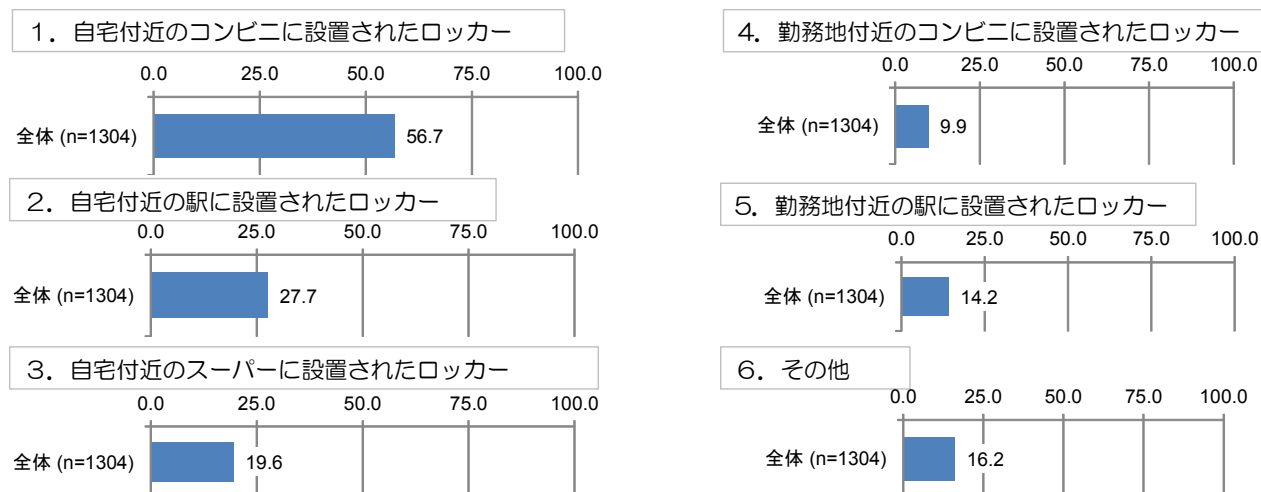 1．自宅付近のコンビニに設置されたロッカー
0.0 25.0 50.0 75.0 100.0
全体 (n=1304) 56.7
2．自宅付近の駅に設置されたロッカー
0.0 25.0 50.0 75.0 100.0
全体 (n=1304) 27.7
3．自宅付近のスーパーに設置されたロッカー
0.0 25.0 50.0 75.0 100.0
全体 (n=1304) 19.6
4．勤務地付近のコンビニに設置されたロッカー
0.0 25.0 50.0 75.0 100.0
全体 (n=1304) 9.9
5．勤務地付近の駅に設置されたロッカー
0.0 25.0 50.0 75.0 100.0
全体 (n=1304) 14.2
6．その他
0.0 25.0 50.0 75.0 100.0
全体 (n=1304) 16.2